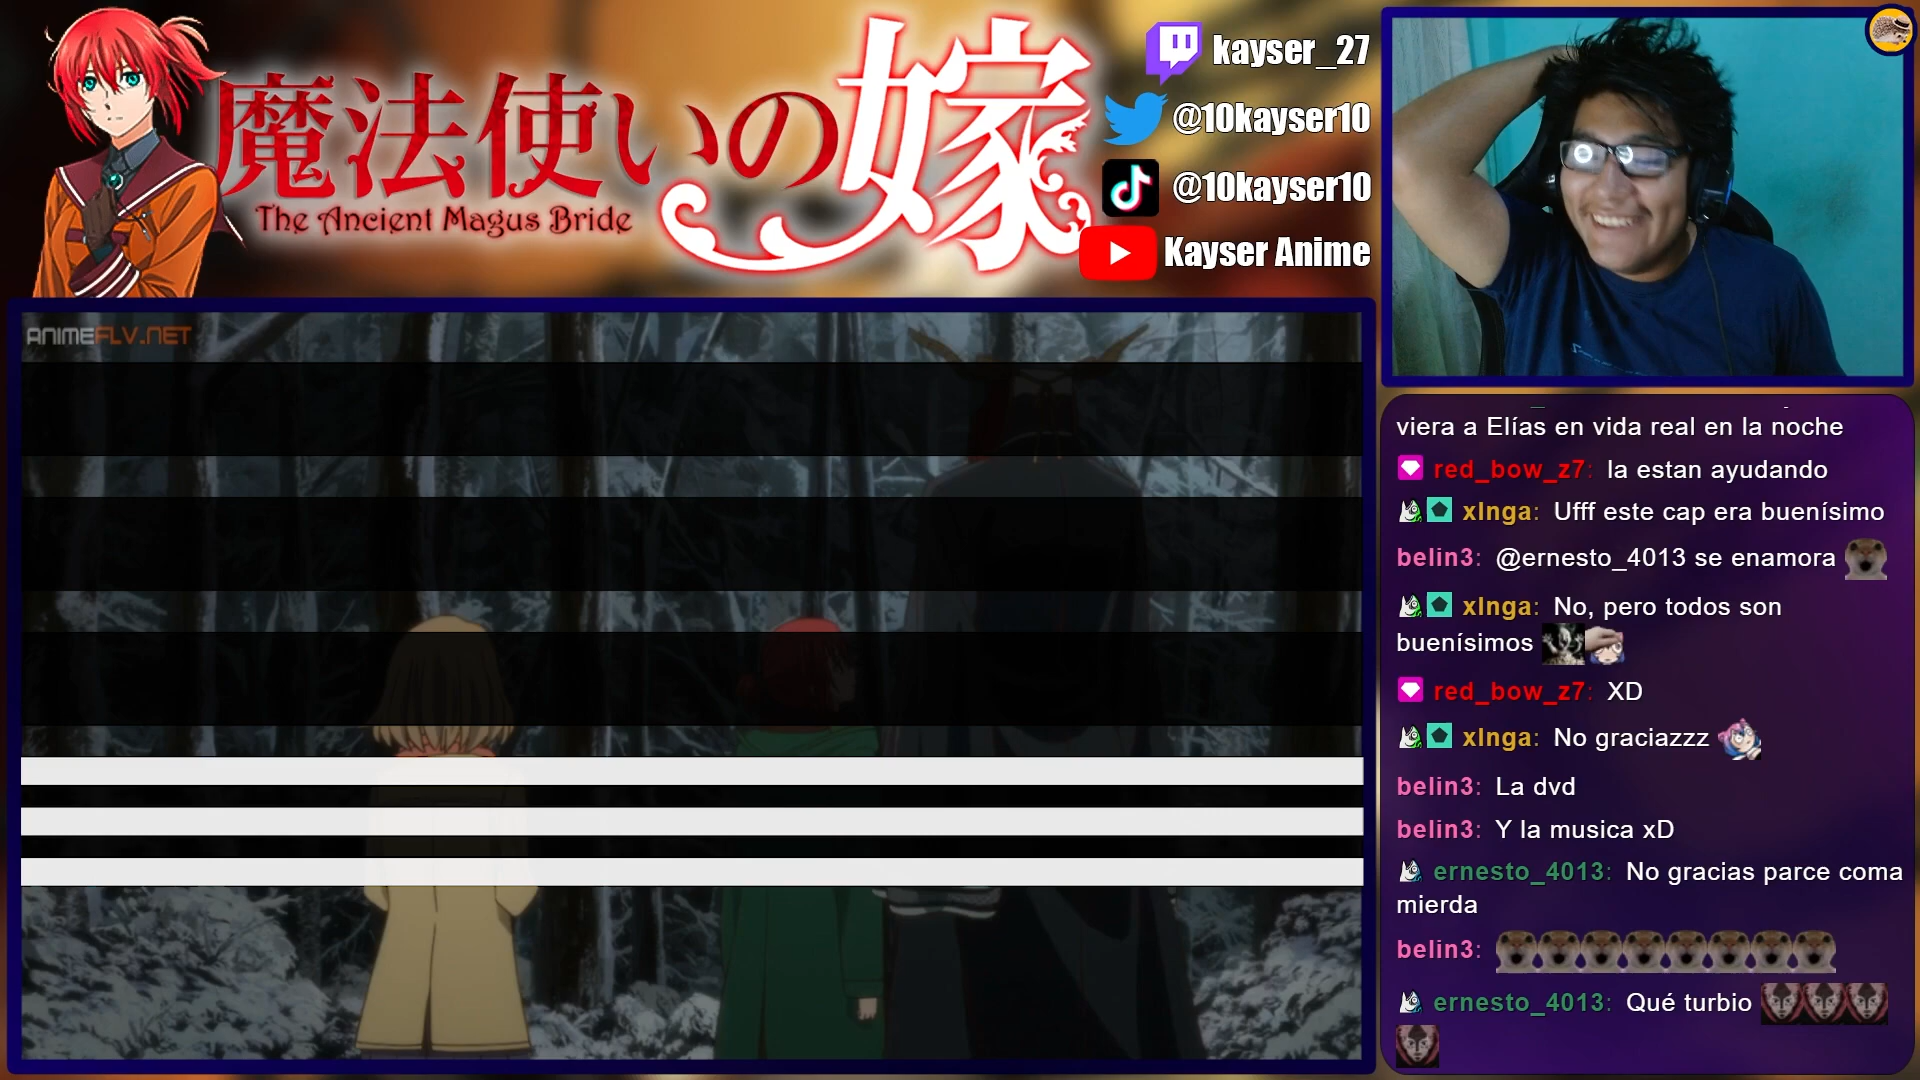 魔法使いの嫁
The Ancient Magus Bride
kayser_27
@10kayser10
@10kayser10
Kayser Anime
ANIMEFLV.NET
viera a Elías en vida real en la noche
red_bow_z7: la estan ayudando
xInga: Ufff este cap era buenísimo
belin3: @ernesto_4013 se enamora
xInga: No, pero todos son
buenísimos
red_bow_z7: XD
xInga: No graciazzz
belin3: La dvd
belin3: Y la musica xD
ernesto_4013: No gracias parce coma
mierda
belin3:
ernesto_4013: Qué turbio